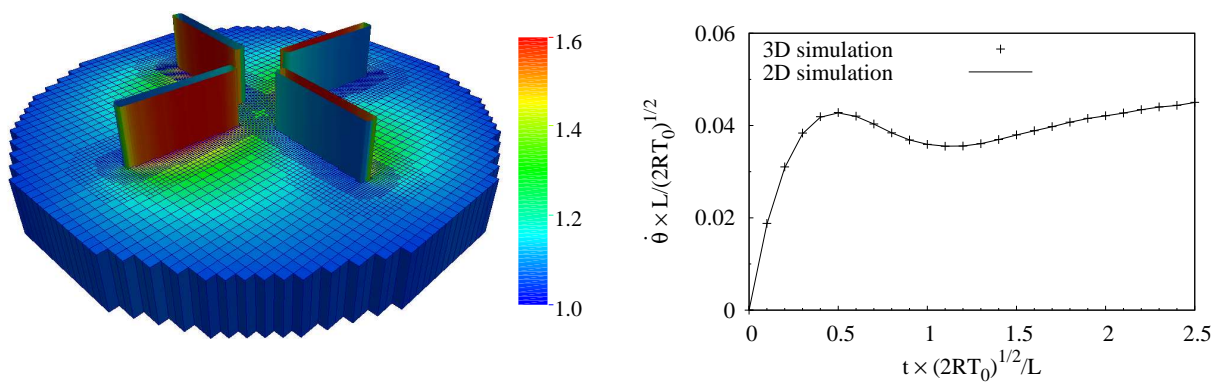 1.6
1.4
1.2
1.0
0.06
0.04
0.02
0
3D simulation
2D simulation
θ̇ × L/(2RT₀)^1/2
0 0.5 1 1.5 2 2.5
t × (2RT₀)^1/2/L